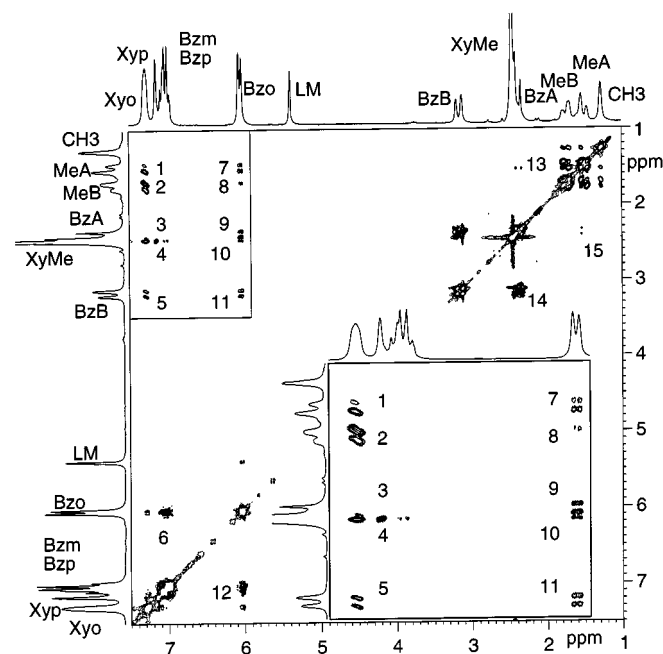 Xyp
Xyo
Bzm
Bzp
Bzo
LM
XyMe
BzB
BzA
MeB
MeA
CH3
CH3
MeA
MeB
BzA
XyMe
BzB
LM
Bzo
Bzm
Bzp
Xyp
Xyo
1 7
2 8
3 9
4 10
5 11
6
12
13
14
15
1
ppm
2
3
4
5
6
7
1 7
2 8
3 9
4 10
5 11
7 6 5 4 3 2 ppm 1